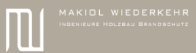 MAKIOL WIEDERKEHR
INGENIEURE HOLZBAU BRANDSCHUTZ